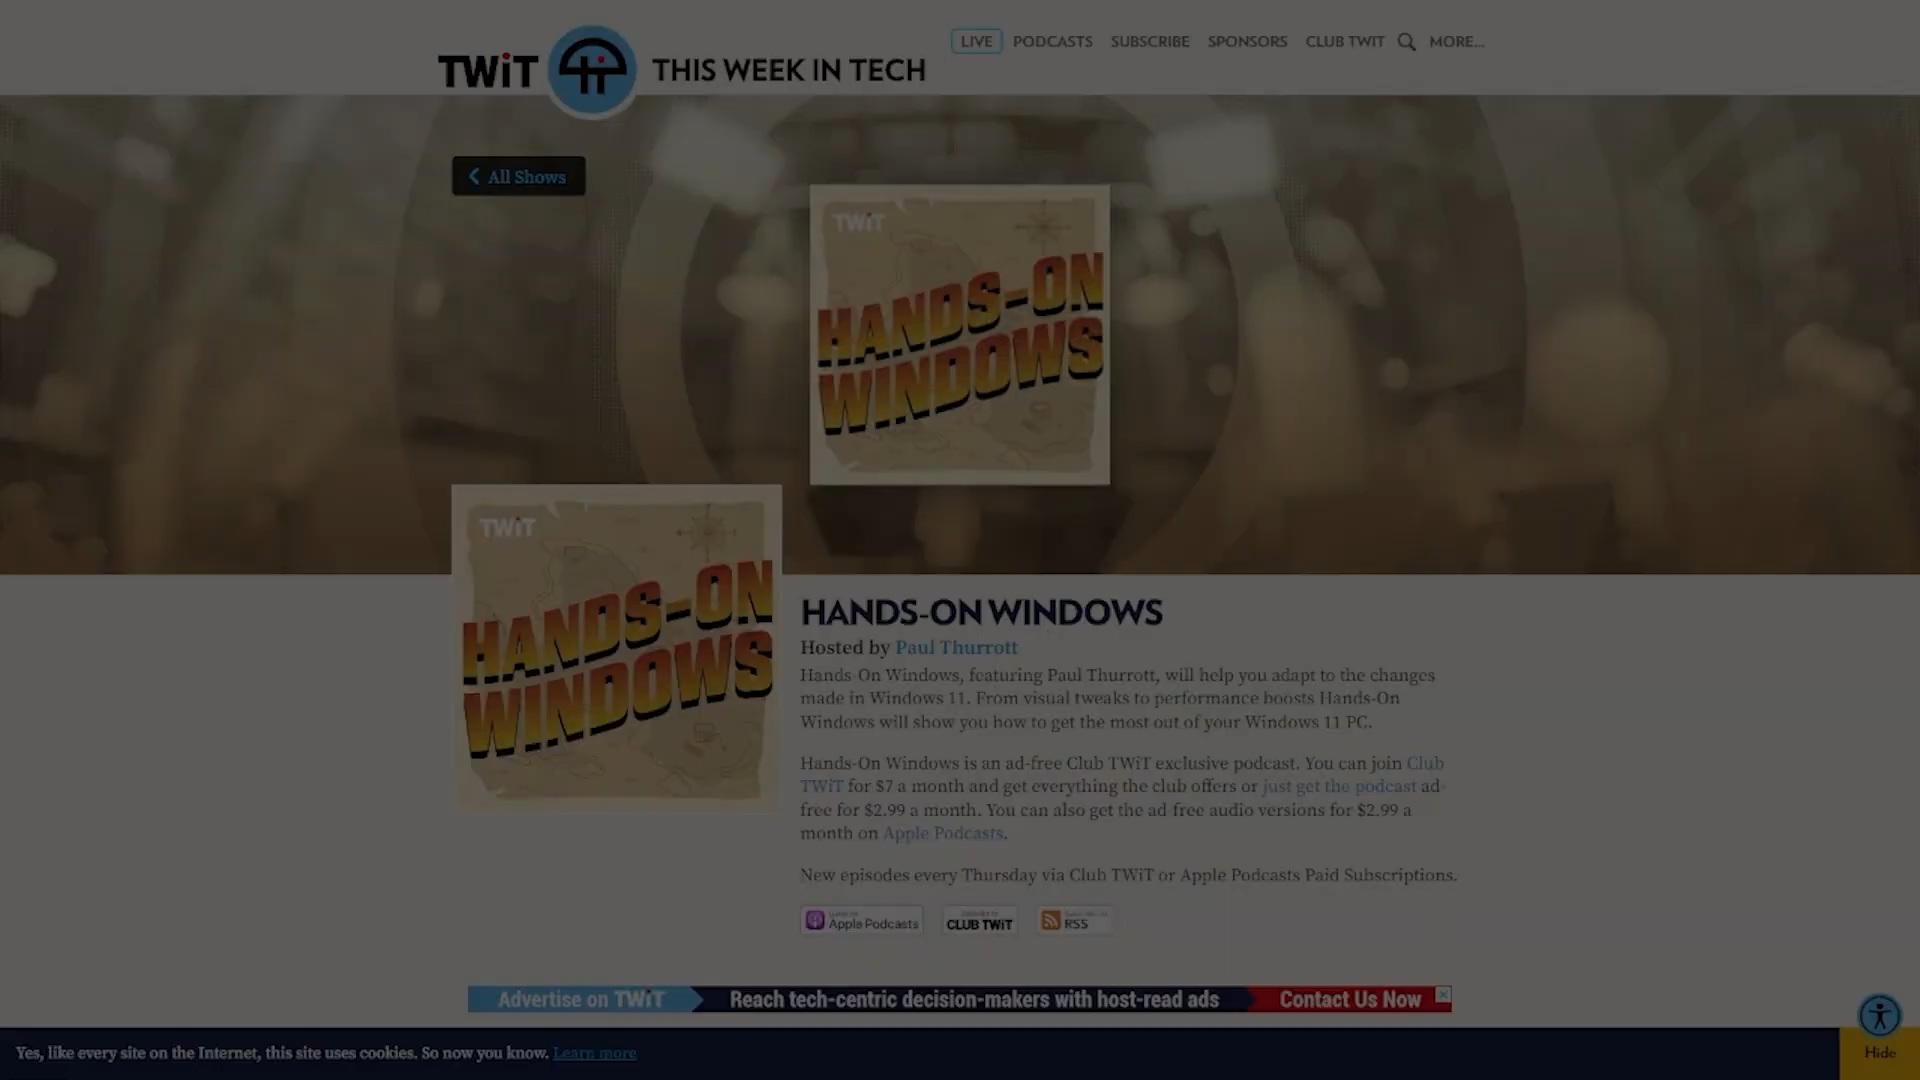 TWiT THIS WEEK IN TECH
LIVE PODCASTS SUBSCRIBE SPONSORS CLUB TWIT MORE...
All Shows
TWiT
HANDS-ON
WINDOWS
TWiT
HANDS-ON
WINDOWS
HANDS-ON WINDOWS
Hosted by Paul Thurrott
Hands-On Windows, featuring Paul Thurrott, will help you adapt to the changes
made in Windows 11. From visual tweaks to performance boosts Hands-On
Windows will show you how to get the most out of your Windows 11 PC.
Hands-On Windows is an ad-free Club TWiT exclusive podcast. You can join Club
TWiT for $7 a month and get everything the club offers or just get the podcast ad-
free for $2.99 a month. You can also get the ad-free audio versions for $2.99 a
month on Apple Podcasts.
New episodes every Thursday via Club TWiT or Apple Podcasts Paid Subscriptions.
Apple Podcasts
CLUB TWiT
RSS
Advertise on TWiT Reach tech-centric decision-makers with host-read ads Contact Us Now
Yes, like every site on the Internet, this site uses cookies. So now you know. Learn more
Hide